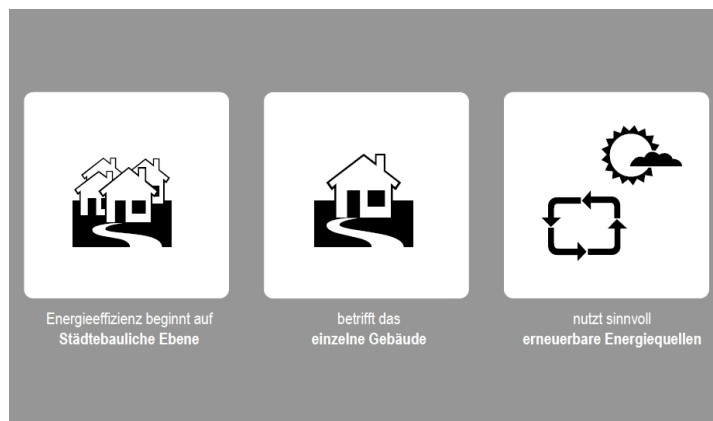 Energieeffizienz beginnt auf
Städtebauliche Ebene
betrifft das
einzelne Gebäude
nutzt sinnvoll
erneuerbare Energiequellen